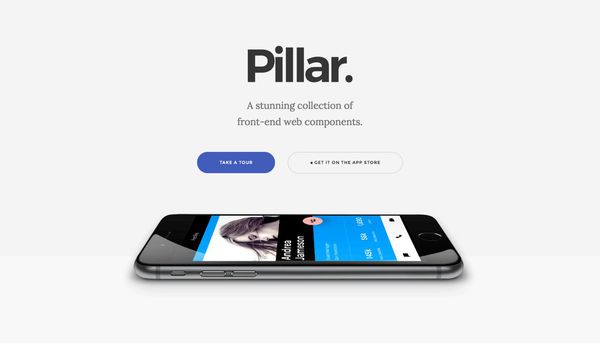 Pillar.
A stunning collection of
front-end web components.
TAKE A TOUR
GET IT ON THE APP STORE
Andrea
Jameson